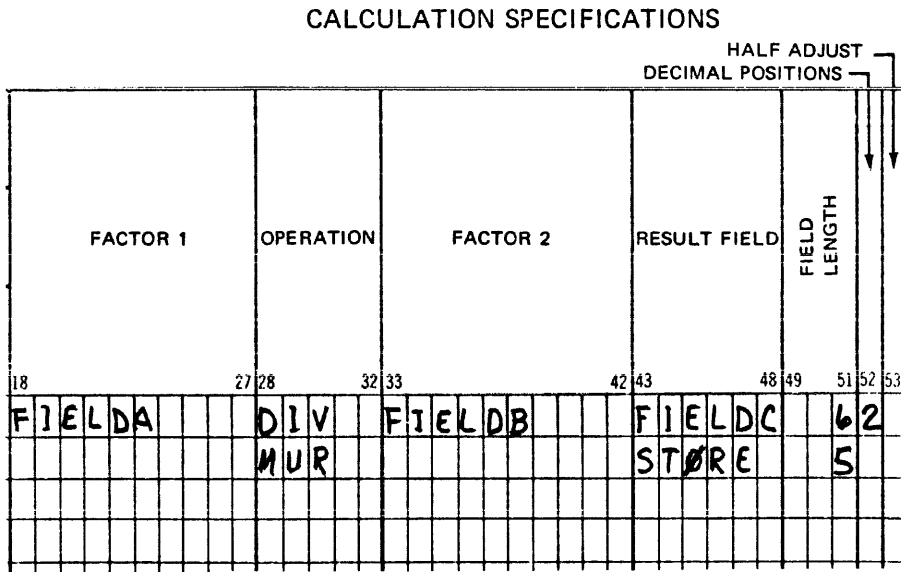 CALCULATION SPECIFICATIONS
HALF ADJUST
DECIMAL POSITIONS
FACTOR 1 OPERATION FACTOR 2 RESULT FIELD FIELD LENGTH
18 27 28 32 33 42 43 48 49 51 52 53
FIELDA DIV FIELDB FIELDC 6 2
MUR STØRE 5